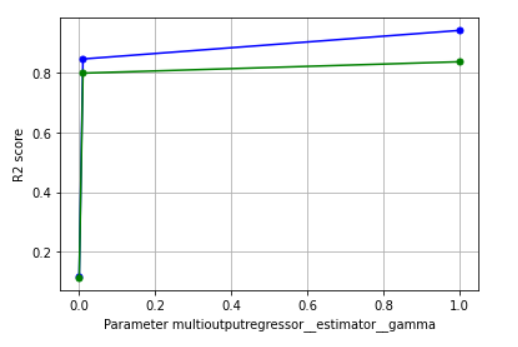 R2 score
0.8
0.6
0.4
0.2
0.0 0.2 0.4 0.6 0.8 1.0
Parameter multioutputregressor__estimator__gamma